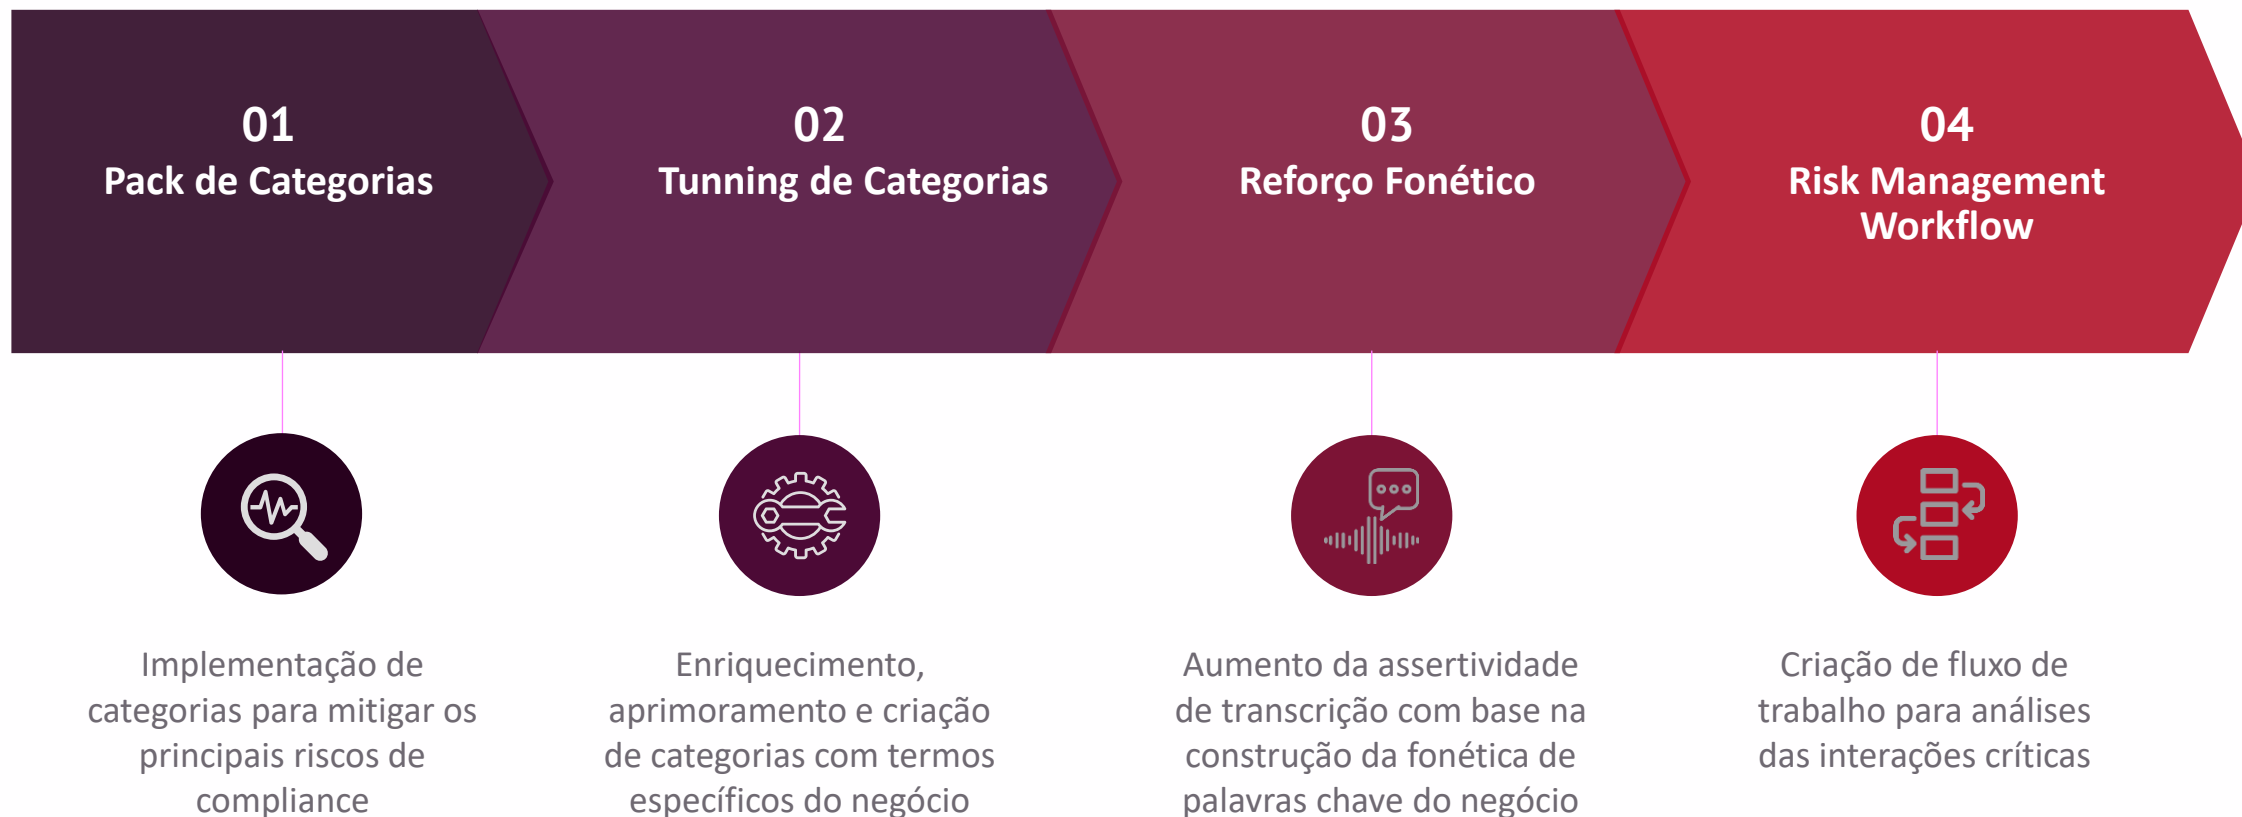 01
Pack de Categorias
02
Tunning de Categorias
03
Reforço Fonético
04
Risk Management
Workflow
Implementação de
categorias para mitigar os
principais riscos de
compliance
Enriquecimento,
aprimoramento e criação
de categorias com termos
específicos do negócio
Aumento da assertividade
de transcrição com base na
construção da fonética de
palavras chave do negócio
Criação de fluxo de
trabalho para análises
das interações críticas